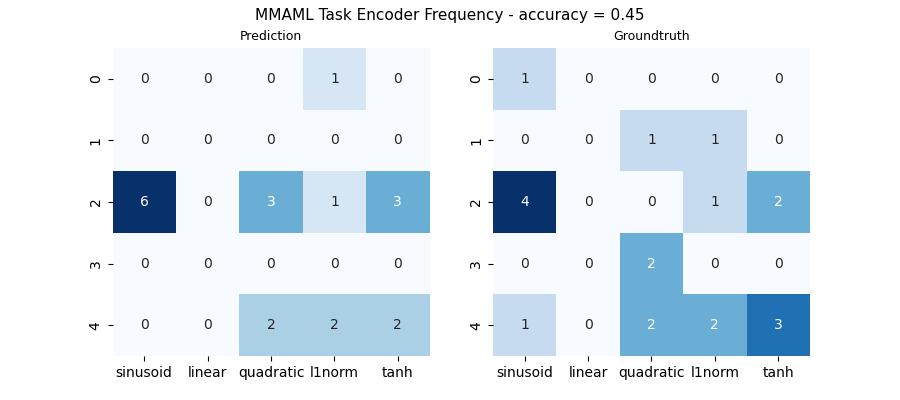 MMAML Task Encoder Frequency - accuracy = 0.45
Prediction
Groundtruth
0 0 0 0 1 0
1 0 0 0 0 0
2 6 0 3 1 3
3 0 0 0 0 0
4 0 0 2 2 2
sinusoid linear quadratic l1norm tanh
0 1 0 0 0 0
1 0 0 1 1 0
2 4 0 0 1 2
3 0 0 2 0 0
4 1 0 2 2 3
sinusoid linear quadratic l1norm tanh